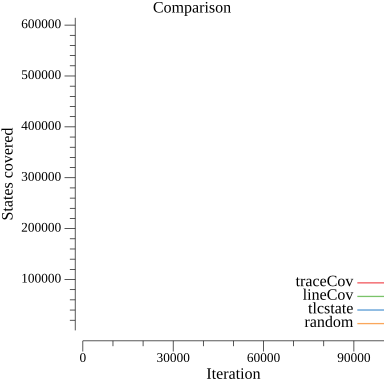 Comparison
States covered
600000
500000
400000
300000
200000
100000
traceCov
lineCov
tlcstate
random
0 30000 60000 90000
Iteration